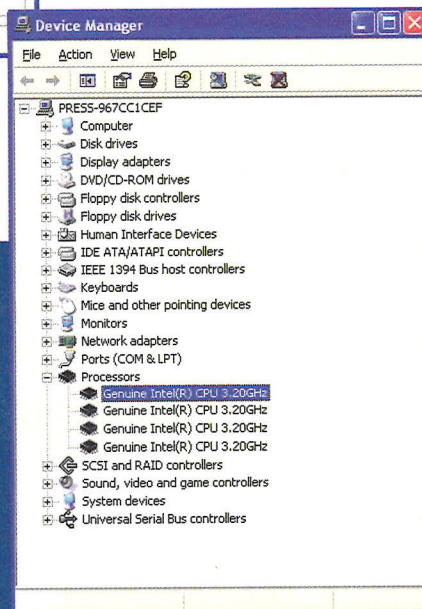 Device Manager
File Action View Help
PRESS-967CC1CEF
Computer
Disk drives
Display adapters
DVD/CD-ROM drives
Floppy disk controllers
Floppy disk drives
Human Interface Devices
IDE ATA/ATAPI controllers
IEEE 1394 Bus host controllers
Keyboards
Mice and other pointing devices
Monitors
Network adapters
Ports (COM & LPT)
Processors
Genuine Intel(R) CPU 3.20GHz
Genuine Intel(R) CPU 3.20GHz
Genuine Intel(R) CPU 3.20GHz
Genuine Intel(R) CPU 3.20GHz
SCSI and RAID controllers
Sound, video and game controllers
System devices
Universal Serial Bus controllers